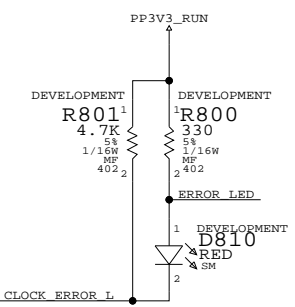 PP3V3_RUN
DEVELOPMENT
R801
1
4.7K
5%
1/16W
MF
402
2
DEVELOPMENT
1
R800
330
5%
1/16W
MF
402
2
ERROR_LED
1
DEVELOPMENT
D810
RED
SM
2
CLOCK_ERROR_L